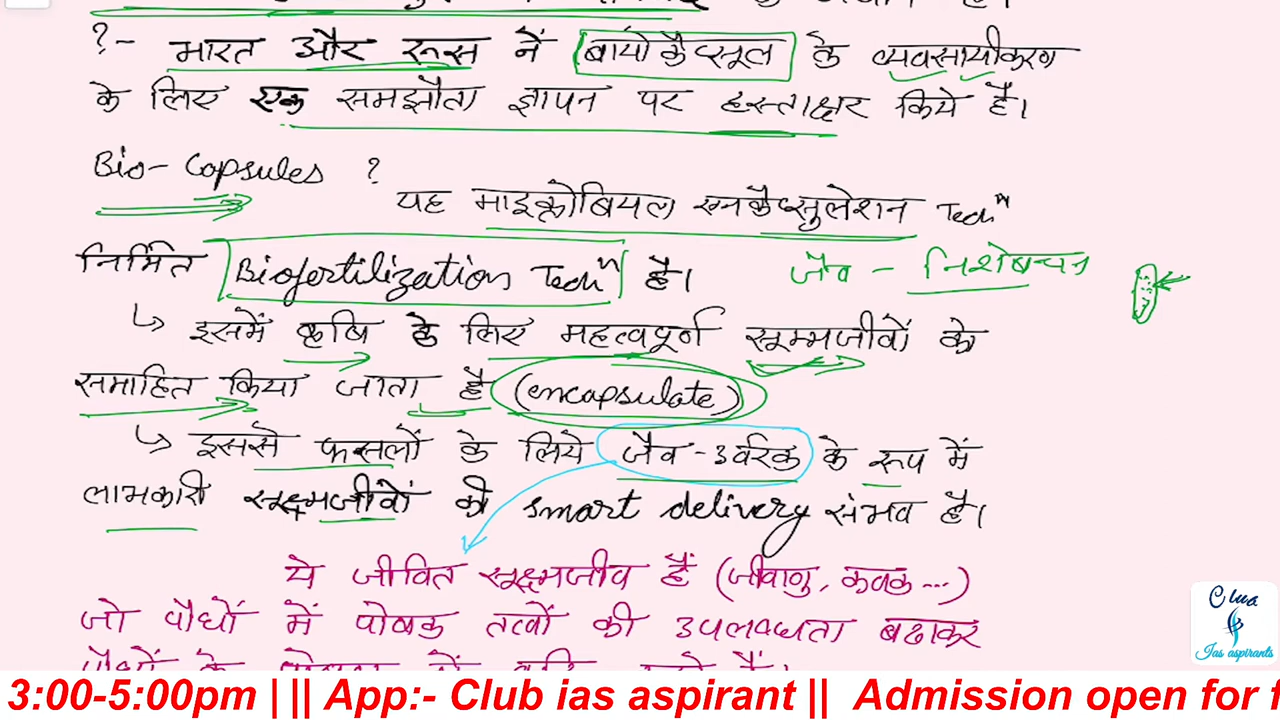 ?- भारत और रूस नें बायोकैप्सूल के व्यवसायीकरण
के लिए एक समझौता ज्ञापन पर हस्ताक्षर किये है।
Bio-Capsules ?
यह माइक्रोबियल एनकैप्सुलेशन Techⁿ
निर्मित Biofertilization Techⁿ है।
जैव - निशेचन
↳ इसमें कृषि के लिए महत्वपूर्ण सूक्ष्मजीवों के
समाहित किया जाता है (encapsulate)
↳ इससे फसलों के लिये जैव-उर्वरक के रूप में
लाभकारी सूक्ष्मजीवों की smart delivery संभव है।
ये जीवित सूक्ष्मजीव हैं (जीवाणु, कवक...)
जो पौधों में पोषक तत्वों की उपलब्धता बढाकर
Club
Ias aspirants
3:00-5:00pm | || App:- Club ias aspirant || Admission open for f